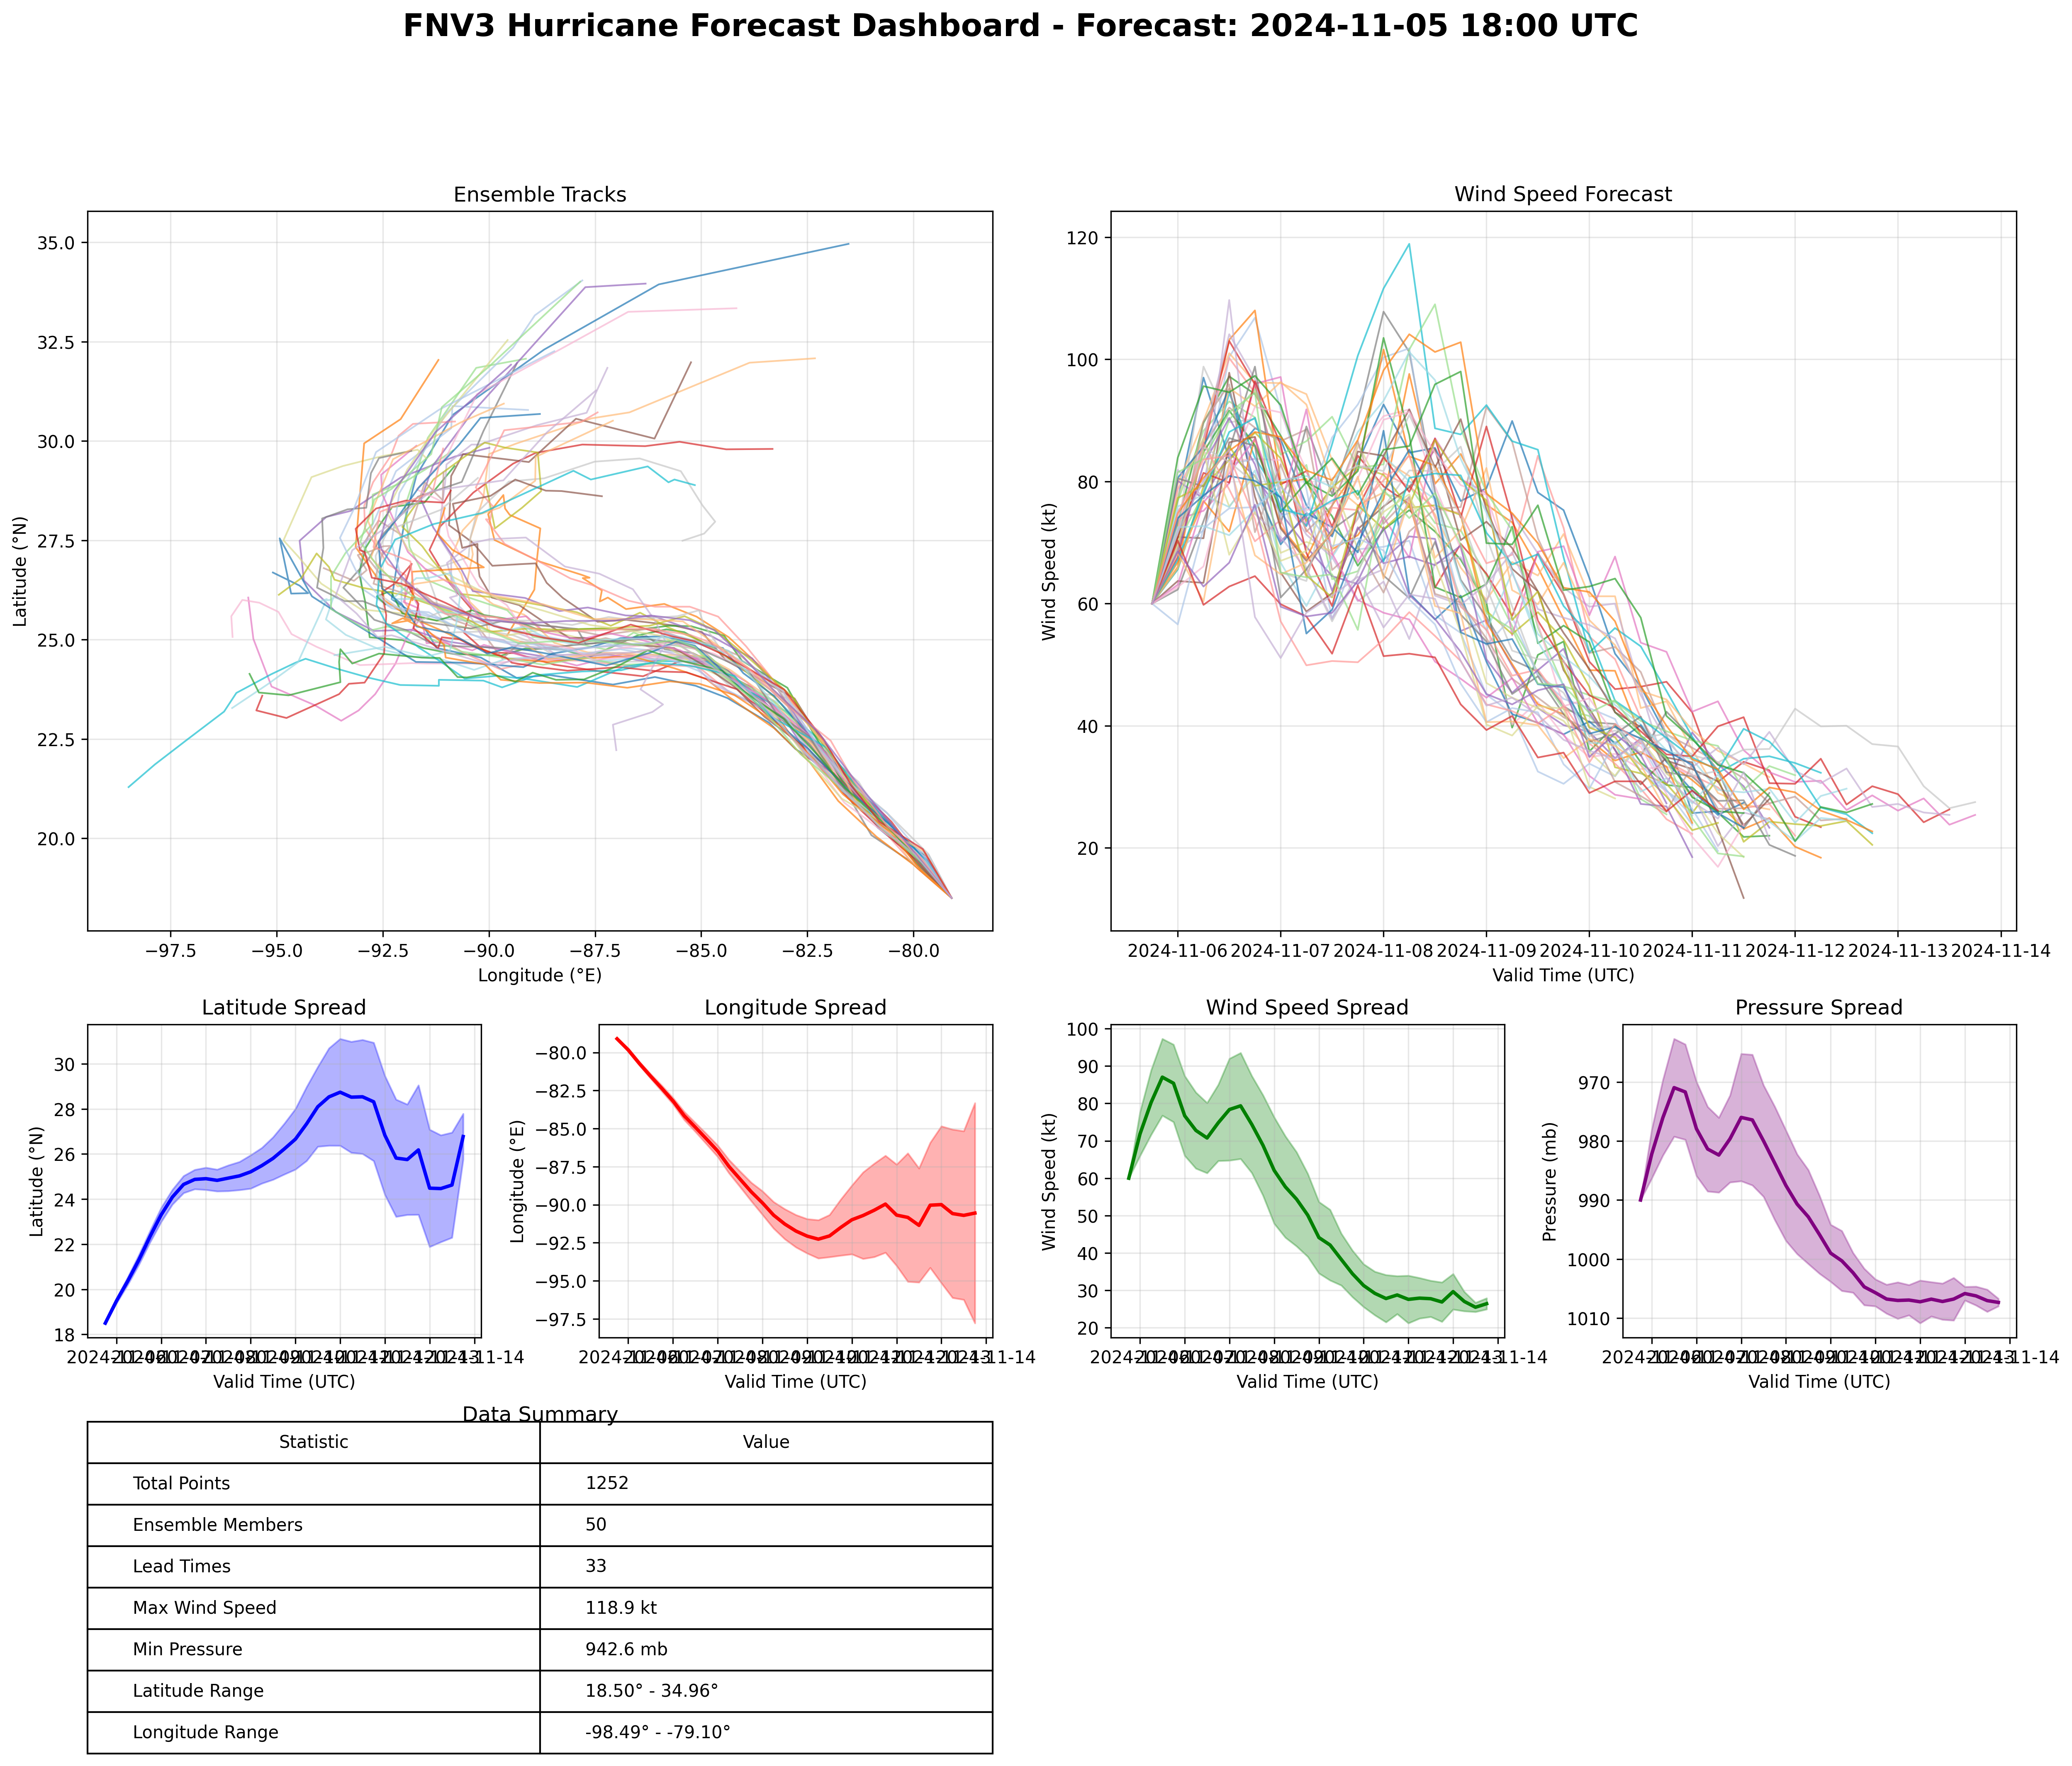 FNV3 Hurricane Forecast Dashboard - Forecast: 2024-11-05 18:00 UTC
Ensemble Tracks
35.0
32.5
30.0
27.5
25.0
22.5
20.0
Latitude (°N)
−97.5 −95.0 −92.5 −90.0 −87.5 −85.0 −82.5 −80.0
Longitude (°E)
Wind Speed Forecast
120
100
80
60
40
20
Wind Speed (kt)
2024-11-06 2024-11-07 2024-11-08 2024-11-09 2024-11-10 2024-11-11 2024-11-12 2024-11-13 2024-11-14
Valid Time (UTC)
Latitude Spread
30
28
26
24
22
20
18
Latitude (°N)
Valid Time (UTC)
Longitude Spread
−80.0
−82.5
−85.0
−87.5
−90.0
−92.5
−95.0
−97.5
Longitude (°E)
Valid Time (UTC)
Wind Speed Spread
100
90
80
70
60
50
40
30
20
Wind Speed (kt)
Valid Time (UTC)
Pressure Spread
970
980
990
1000
1010
Pressure (mb)
Valid Time (UTC)
Data Summary
Statistic Value
Total Points 1252
Ensemble Members 50
Lead Times 33
Max Wind Speed 118.9 kt
Min Pressure 942.6 mb
Latitude Range 18.50° - 34.96°
Longitude Range -98.49° - -79.10°